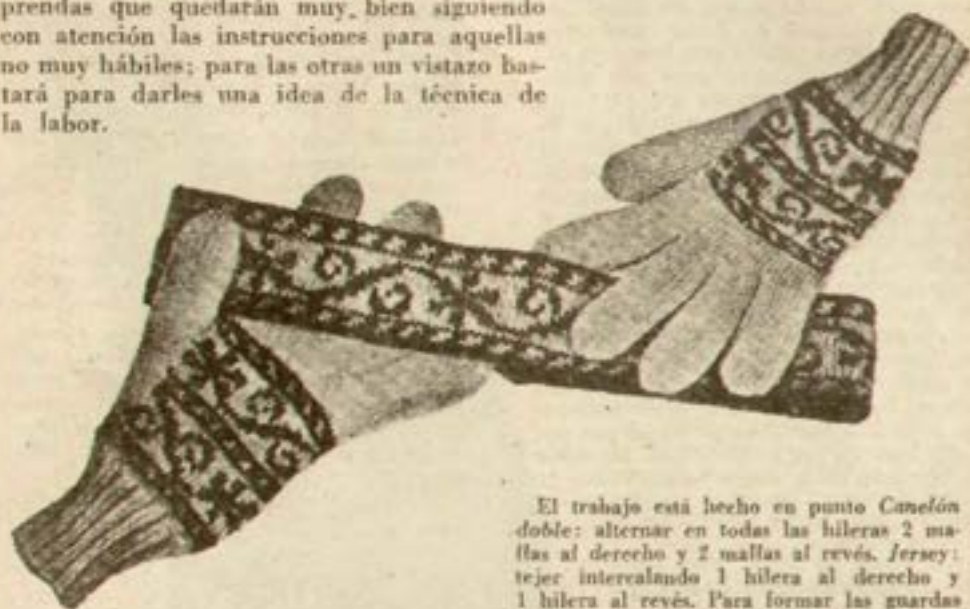 prendas que quedarán muy bien siguiendo
con atención las instrucciones para aquellas
no muy hábiles; para las otras un vistazo bas-
tará para darles una idea de la técnica de
la labor.
El trabajo está hecho en punto Canelón
doble: alternar en todas las hileras 2 ma-
llas al derecho y 2 mallas al revés. Jersey:
tejer intercalando 1 hilera al derecho y
1 hilera al revés. Para formar las guardas